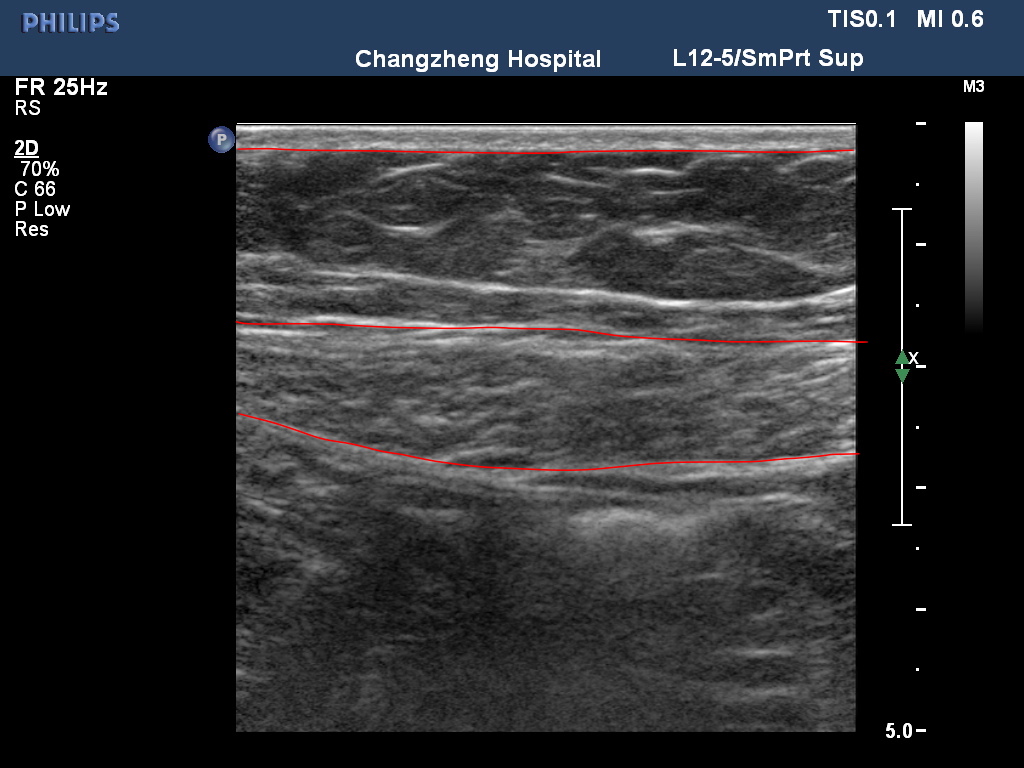 PHILIPS
TIS0.1 MI 0.6
Changzheng Hospital L12-5/SmPrt Sup
FR 25Hz
RS
M3
P
2D
70%
C 66
P Low
Res
X
5.0